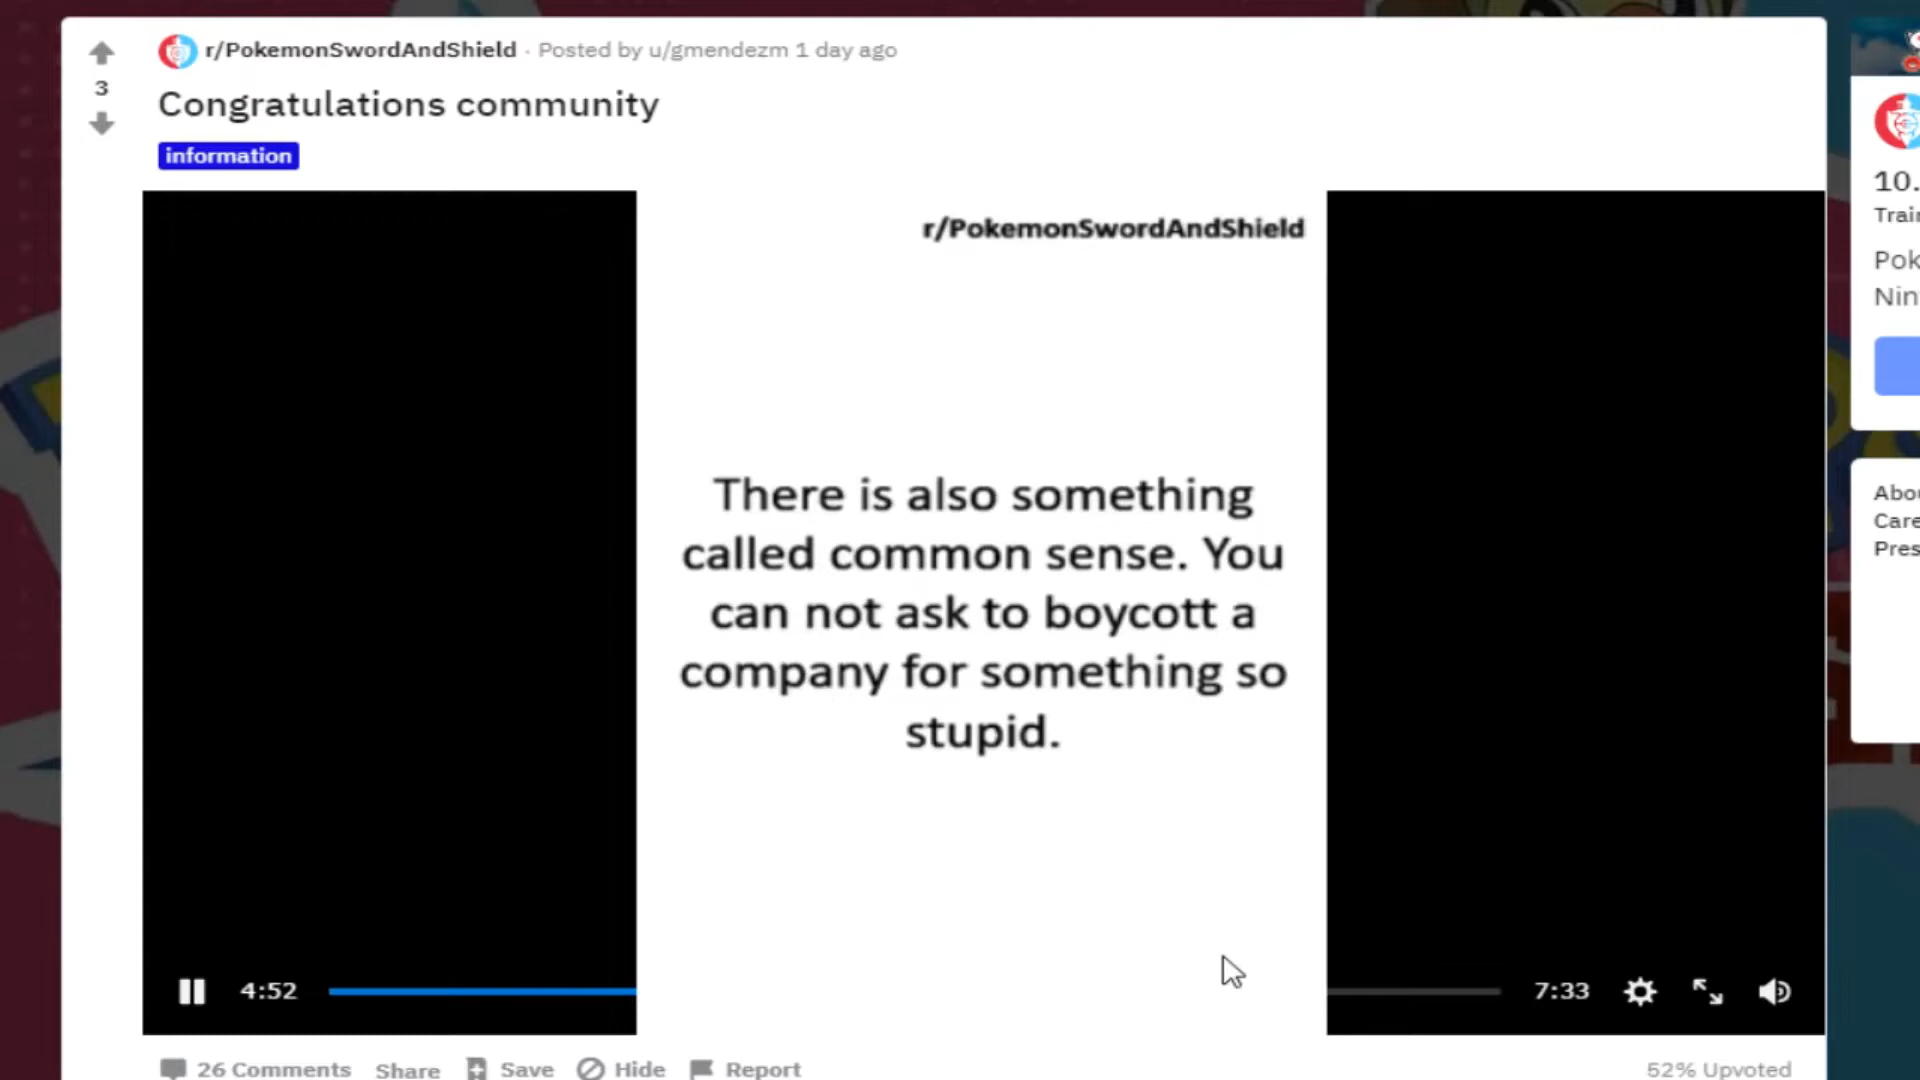 r/PokemonSwordAndShield · Posted by u/gmendezm 1 day ago
3
Congratulations community
information
r/PokemonSwordAndShield
There is also something
called common sense. You
can not ask to boycott a
company for something so
stupid.
4:52
7:33
26 Comments Share Save Hide Report
52% Upvoted
10.